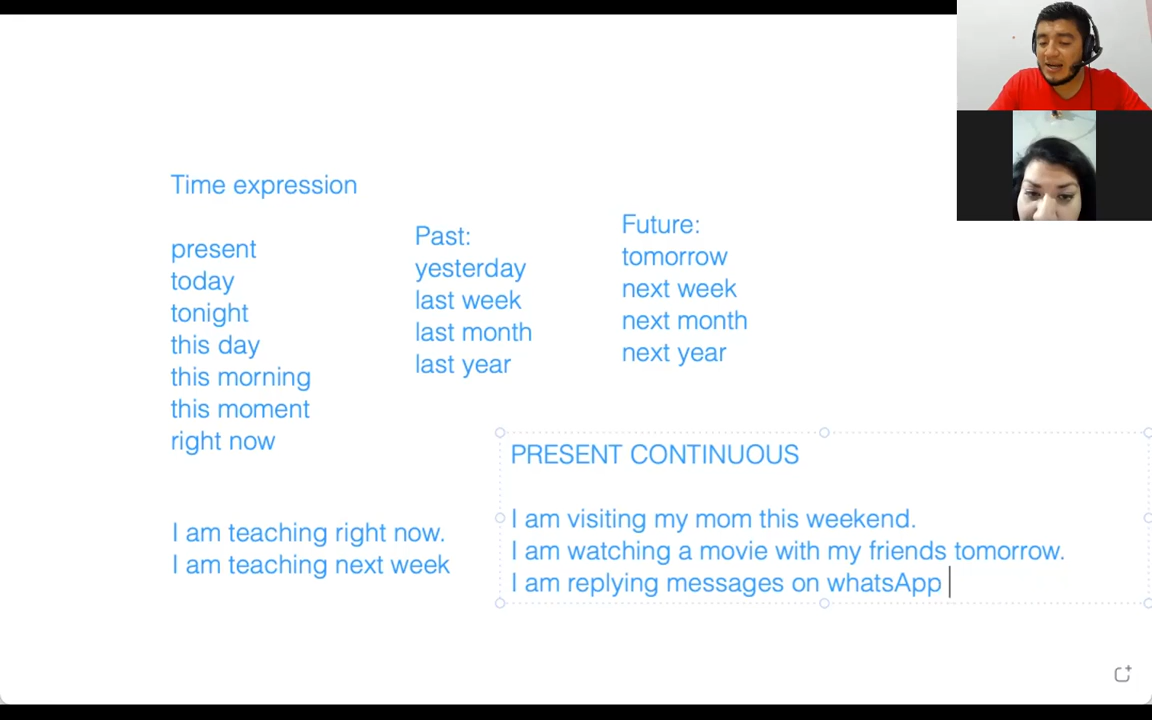 Time expression
present
today
tonight
this day
this morning
this moment
right now
Past:
yesterday
last week
last month
last year
Future:
tomorrow
next week
next month
next year
I am teaching right now.
I am teaching next week
PRESENT CONTINUOUS
I am visiting my mom this weekend.
I am watching a movie with my friends tomorrow.
I am replying messages on whatsApp